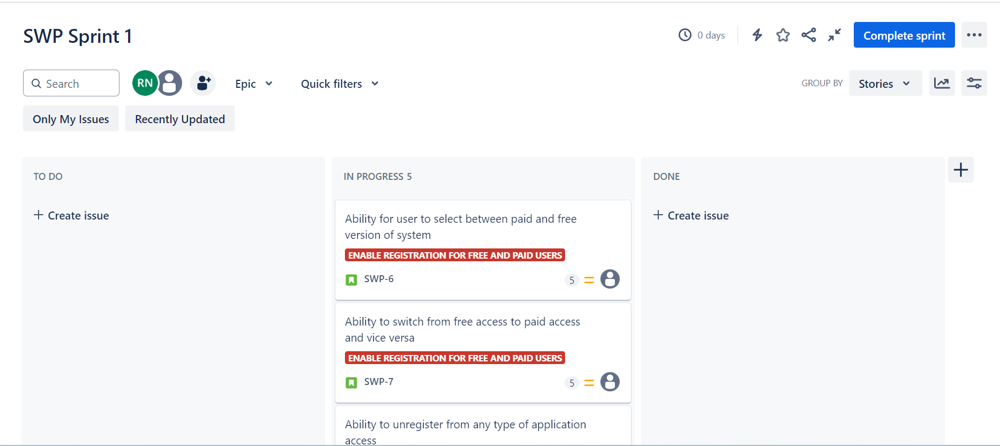 SWP Sprint 1
0 days
Complete sprint
Search
RN
Epic
Quick filters
GROUP BY
Stories
Only My Issues
Recently Updated
TO DO
Create issue
IN PROGRESS 5
Ability for user to select between paid and free
version of system
ENABLE REGISTRATION FOR FREE AND PAID USERS
SWP-6
5
Ability to switch from free access to paid access
and vice versa
ENABLE REGISTRATION FOR FREE AND PAID USERS
SWP-7
5
Ability to unregister from any type of application
access
DONE
Create issue